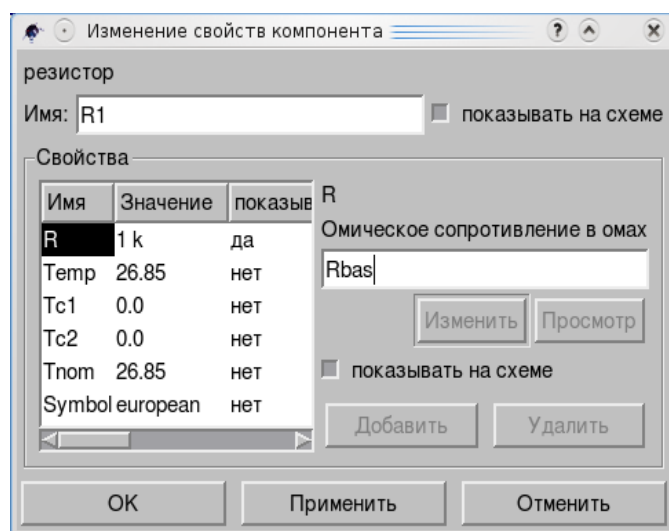 Изменение свойств компонента
резистор
Имя: R1 показывать на схеме
Свойства
Имя Значение показыв
R 1 k да
Temp 26.85 нет
Tc1 0.0 нет
Tc2 0.0 нет
Tnom 26.85 нет
Symbol european нет
R
Омическое сопротивление в омах
Rbas
Изменить Просмотр
показывать на схеме
Добавить Удалить
OK Применить Отменить